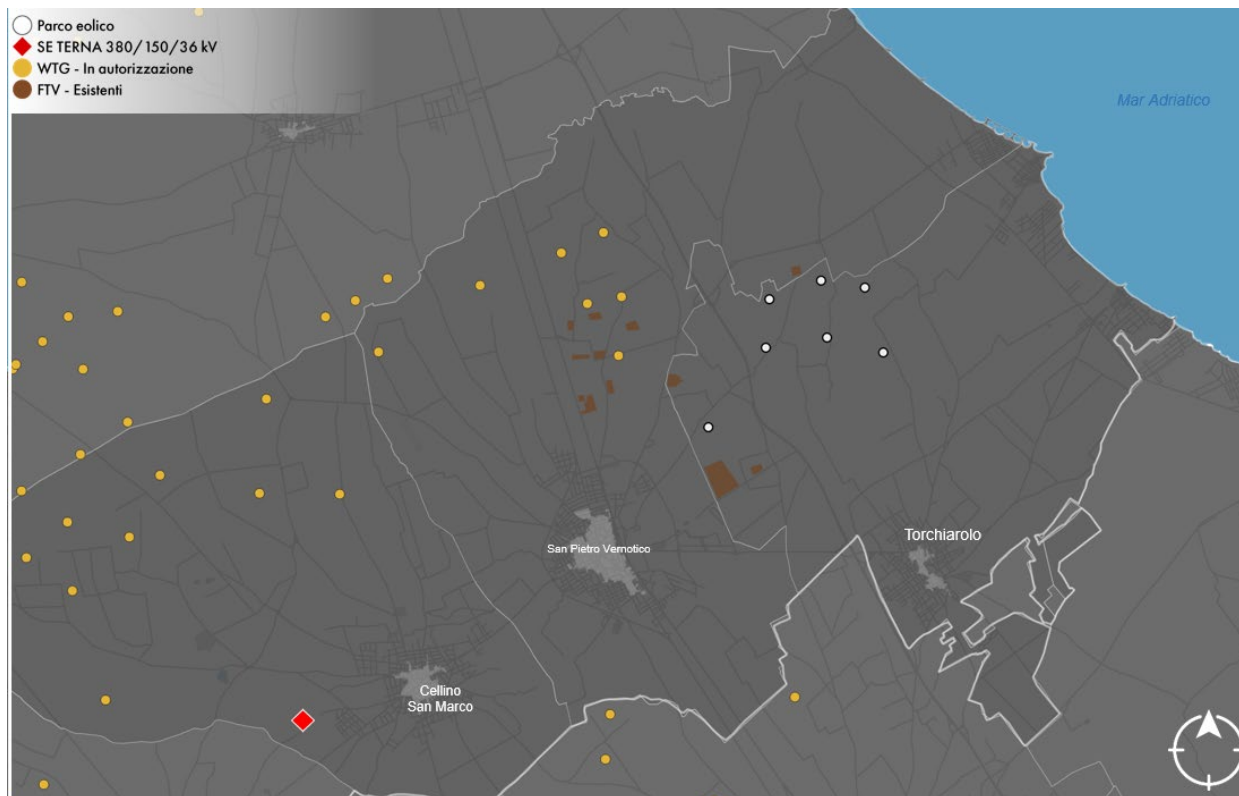 Parco eolico
SE TERNA 380/150/36 kV
WTG - In autorizzazione
FTV - Esistenti
Mar Adriatico
Torchiarolo
San Pietro Vernotico
Cellino
San Marco